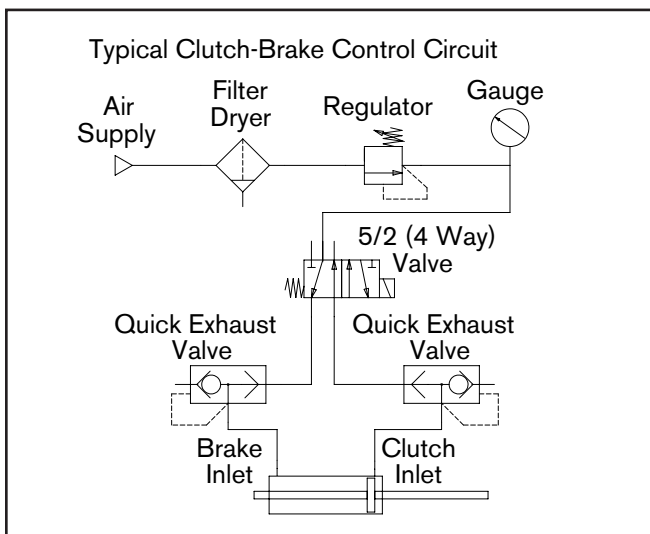 Typical Clutch-Brake Control Circuit
Air
Supply
Filter
Dryer
Regulator
Gauge
5/2 (4 Way)
Valve
Quick Exhaust
Valve
Quick Exhaust
Valve
Brake
Inlet
Clutch
Inlet